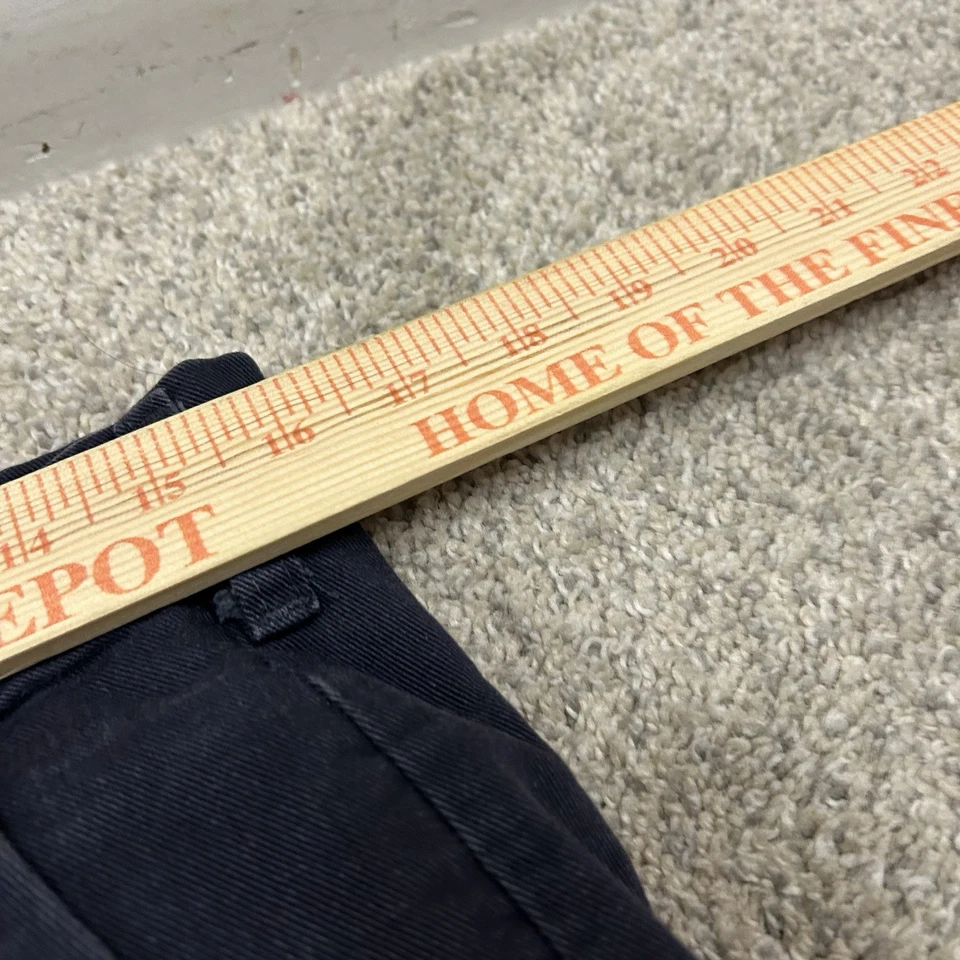 14 15 16 17 18 19 20 21 22
EPOT HOME OF THE FINE